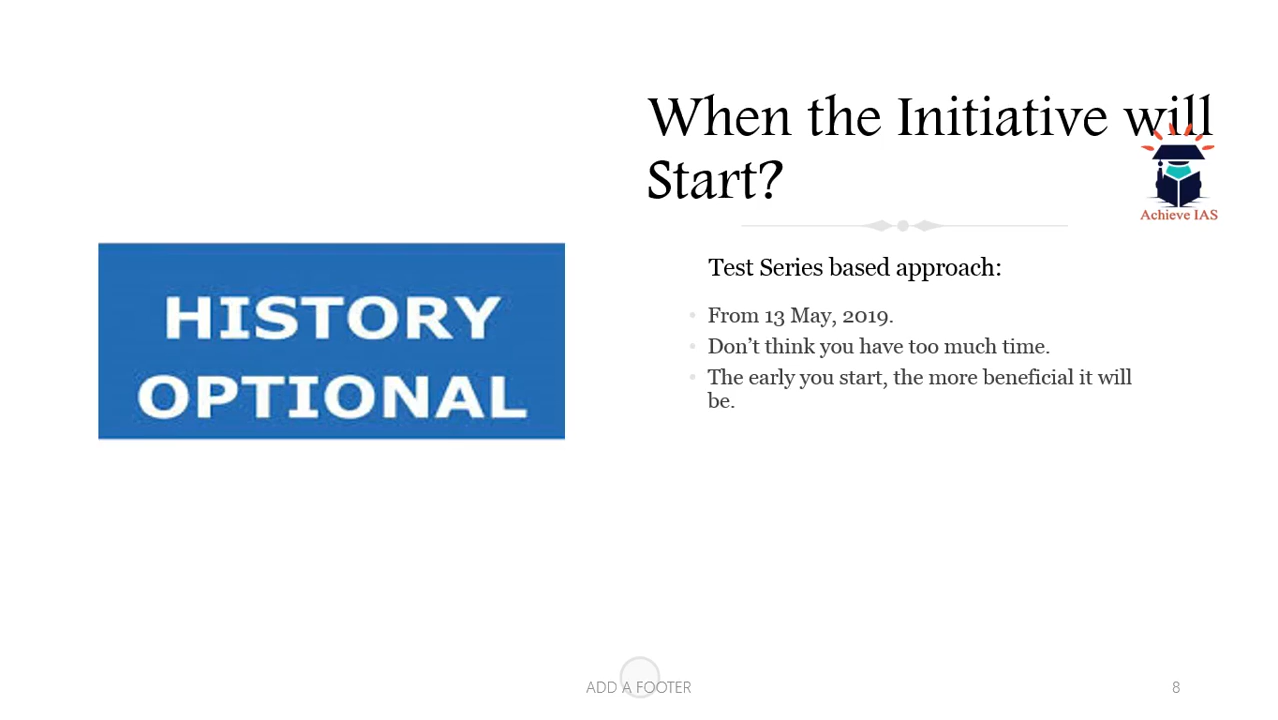 When the Initiative will
Start?
Achieve IAS
HISTORY
OPTIONAL
Test Series based approach:
From 13 May, 2019.
Don’t think you have too much time.
The early you start, the more beneficial it will
be.
ADD A FOOTER
8